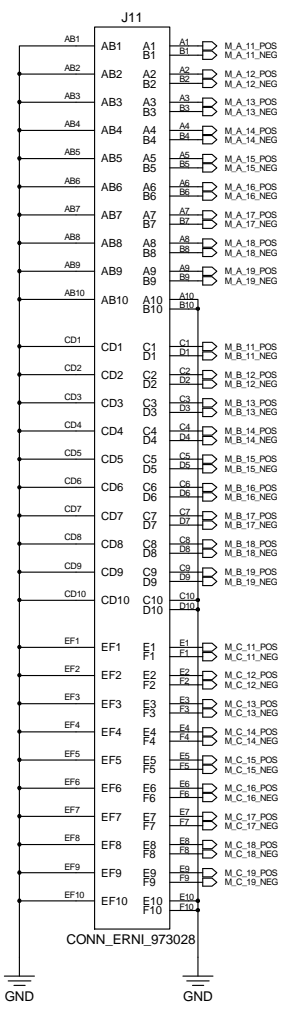 J11
AB1 AB1 A1 A1 M_A_11_POS
B1 B1 M_A_11_NEG
AB2 AB2 A2 A2 M_A_12_POS
B2 B2 M_A_12_NEG
AB3 AB3 A3 A3 M_A_13_POS
B3 B3 M_A_13_NEG
AB4 AB4 A4 A4 M_A_14_POS
B4 B4 M_A_14_NEG
AB5 AB5 A5 A5 M_A_15_POS
B5 B5 M_A_15_NEG
AB6 AB6 A6 A6 M_A_16_POS
B6 B6 M_A_16_NEG
AB7 AB7 A7 A7 M_A_17_POS
B7 B7 M_A_17_NEG
AB8 AB8 A8 A8 M_A_18_POS
B8 B8 M_A_18_NEG
AB9 AB9 A9 A9 M_A_19_POS
B9 B9 M_A_19_NEG
AB10 AB10 A10 A10
B10 B10
CD1 CD1 C1 C1 M_B_11_POS
D1 D1 M_B_11_NEG
CD2 CD2 C2 C2 M_B_12_POS
D2 D2 M_B_12_NEG
CD3 CD3 C3 C3 M_B_13_POS
D3 D3 M_B_13_NEG
CD4 CD4 C4 C4 M_B_14_POS
D4 D4 M_B_14_NEG
CD5 CD5 C5 C5 M_B_15_POS
D5 D5 M_B_15_NEG
CD6 CD6 C6 C6 M_B_16_POS
D6 D6 M_B_16_NEG
CD7 CD7 C7 C7 M_B_17_POS
D7 D7 M_B_17_NEG
CD8 CD8 C8 C8 M_B_18_POS
D8 D8 M_B_18_NEG
CD9 CD9 C9 C9 M_B_19_POS
D9 D9 M_B_19_NEG
CD10 CD10 C10 C10
D10 D10
EF1 EF1 E1 E1 M_C_11_POS
F1 F1 M_C_11_NEG
EF2 EF2 E2 E2 M_C_12_POS
F2 F2 M_C_12_NEG
EF3 EF3 E3 E3 M_C_13_POS
F3 F3 M_C_13_NEG
EF4 EF4 E4 E4 M_C_14_POS
F4 F4 M_C_14_NEG
EF5 EF5 E5 E5 M_C_15_POS
F5 F5 M_C_15_NEG
EF6 EF6 E6 E6 M_C_16_POS
F6 F6 M_C_16_NEG
EF7 EF7 E7 E7 M_C_17_POS
F7 F7 M_C_17_NEG
EF8 EF8 E8 E8 M_C_18_POS
F8 F8 M_C_18_NEG
EF9 EF9 E9 E9 M_C_19_POS
F9 F9 M_C_19_NEG
EF10 EF10 E10 E10
F10 F10
CONN_ERNI_973028
GND GND